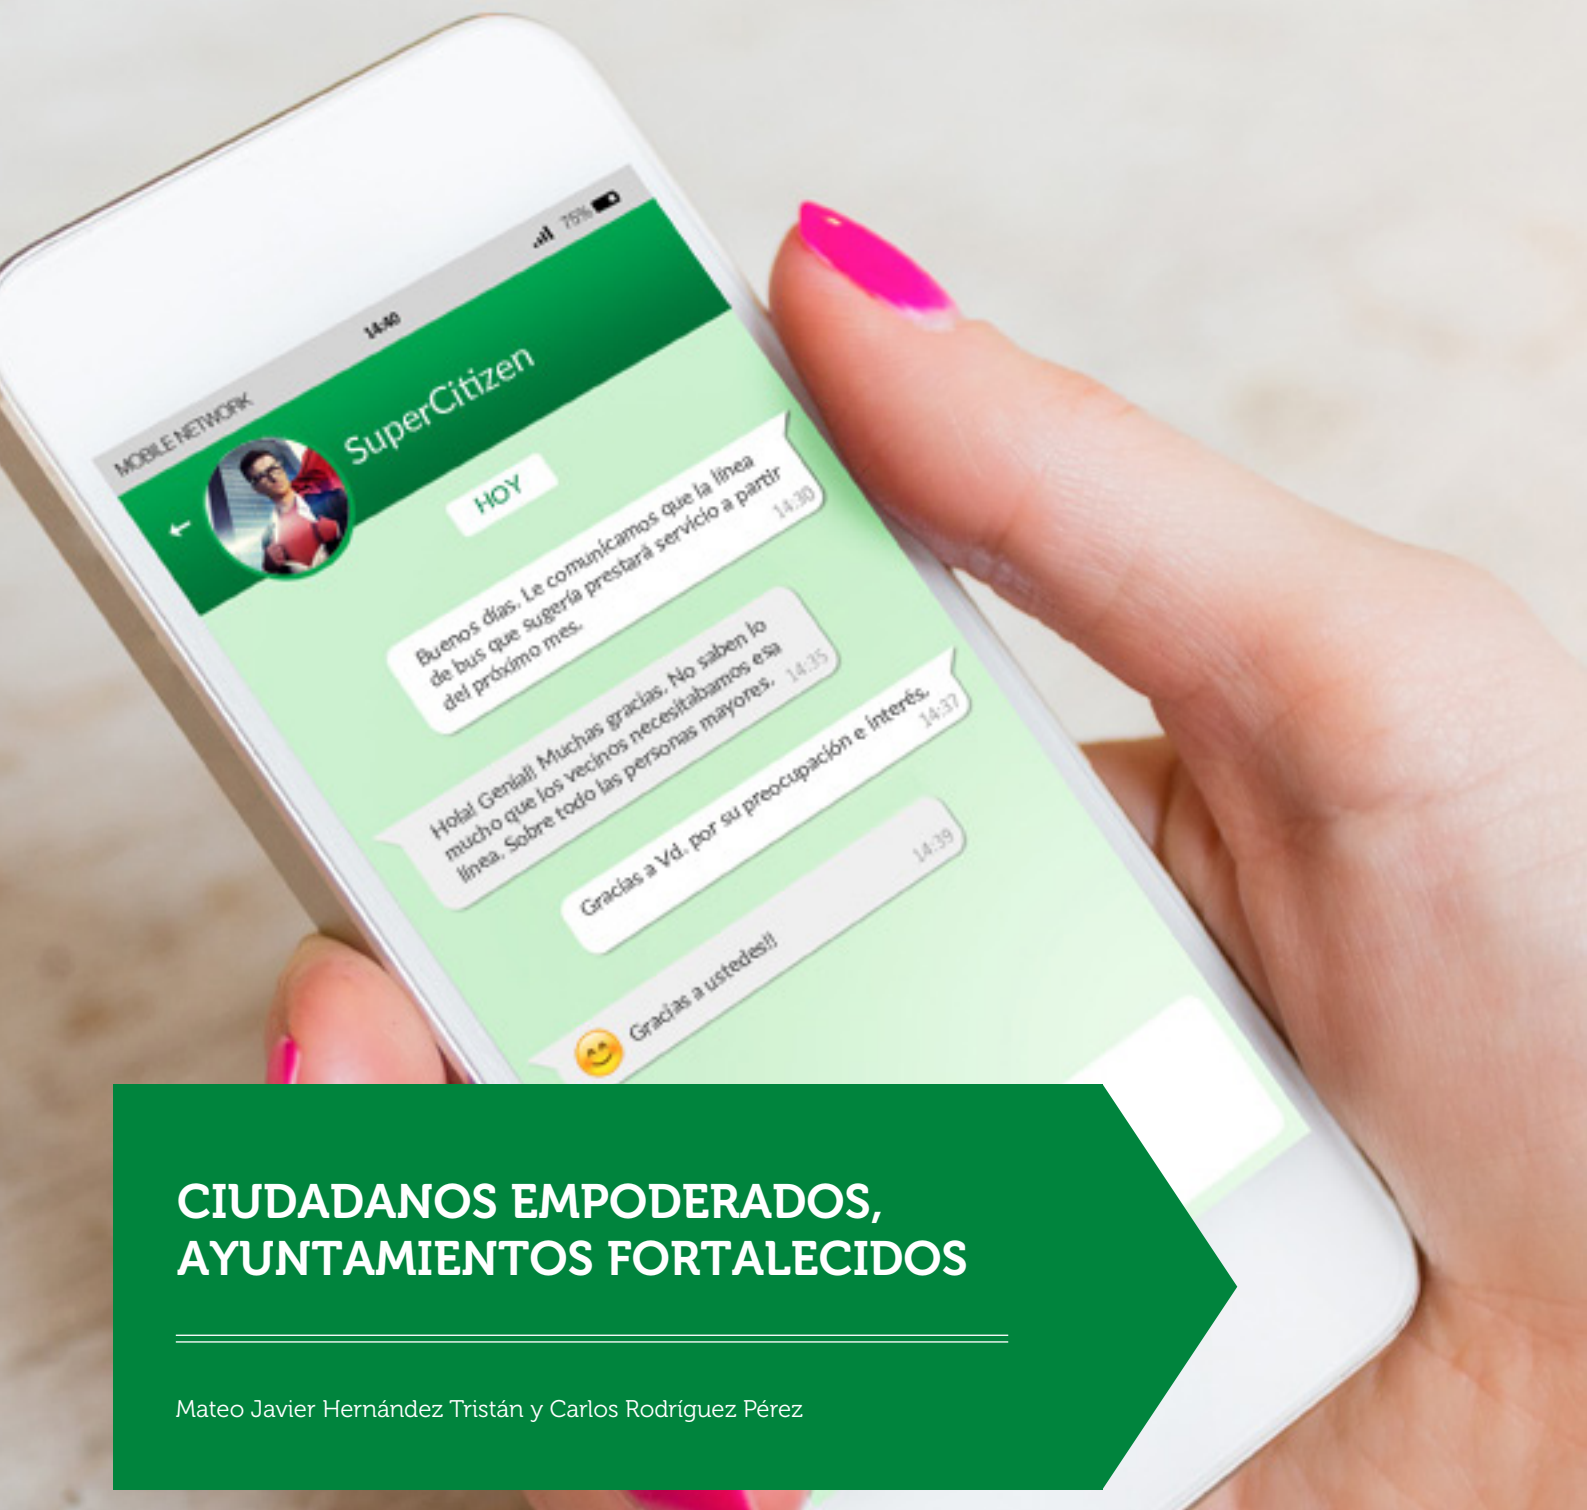 MOBILE NETWORK
14:40
75%
SuperCitizen
HOY
Buenos días. Le comunicamos que la línea
de bus que sugería prestará servicio a partir
del próximo mes.
14:30
Hola! Genial! Muchas gracias. No saben lo
mucho que los vecinos necesitabamos esa
línea. Sobre todo las personas mayores.
14:35
Gracias a Vd. por su preocupación e interés.
14:37
Gracias a ustedes!!
14:39
CIUDADANOS EMPODERADOS,
AYUNTAMIENTOS FORTALECIDOS
Mateo Javier Hernández Tristán y Carlos Rodríguez Pérez